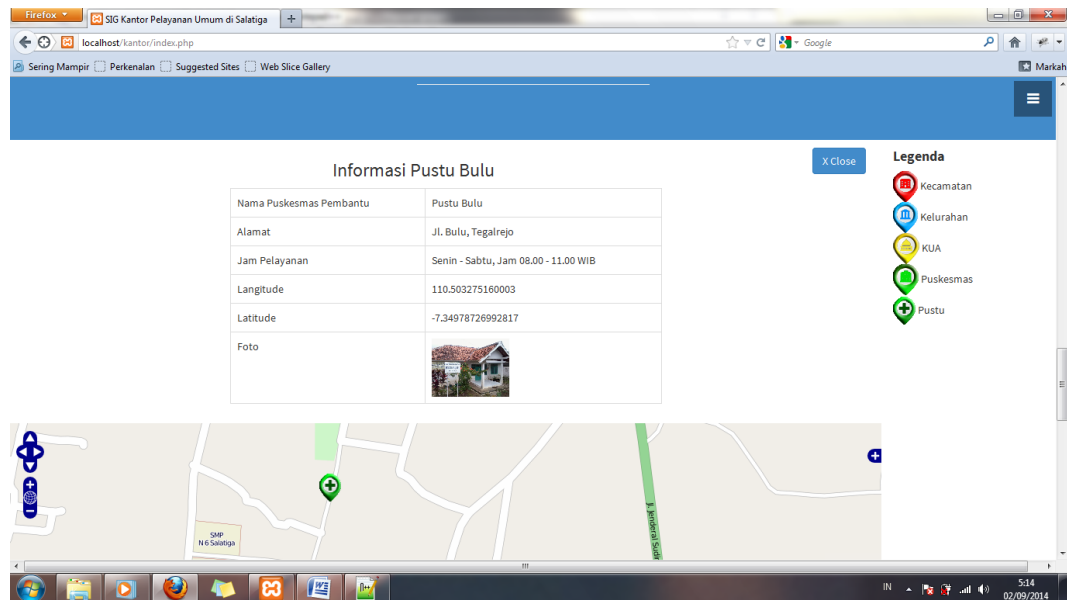 Firefox
SIG Kantor Pelayanan Umum di Salatiga
localhost/kantor/index.php
Google
Sering Mampir Perkenalan Suggested Sites Web Slice Gallery
Markah
X Close
Legenda
Informasi Pustu Bulu
Kecamatan
Nama Puskesmas Pembantu Pustu Bulu
Kelurahan
Alamat Jl. Bulu, Tegalrejo
KUA
Jam Pelayanan Senin - Sabtu, Jam 08.00 - 11.00 WIB
Puskesmas
Langitude 110.503275160003
Pustu
Latitude -7.34978726992817
Foto
SMP
N 6 Salatiga
Jl. Jenderal Sudir
IN
5:14
02/09/2014